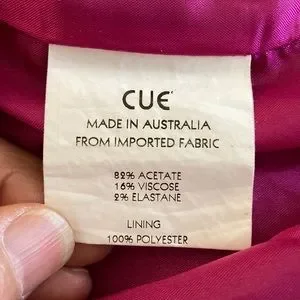 CUE
MADE IN AUSTRALIA
FROM IMPORTED FABRIC
82% ACETATE
16% VISCOSE
2% ELASTANE
LINING
100% POLYESTER